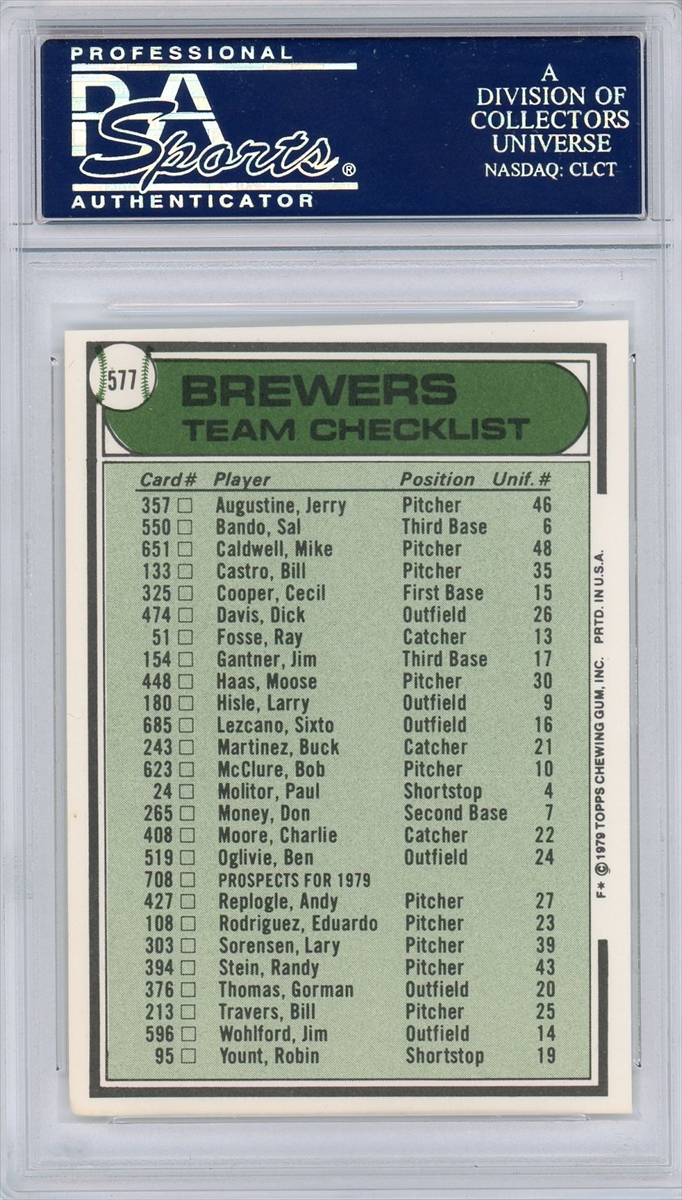 PROFESSIONAL
PSA
Sports®
AUTHENTICATOR
A
DIVISION OF
COLLECTORS
UNIVERSE
NASDAQ: CLCT
577
BREWERS
TEAM CHECKLIST
Card # Player Position Unif. #
357 □ Augustine, Jerry Pitcher 46
550 □ Bando, Sal Third Base 6
651 □ Caldwell, Mike Pitcher 48
133 □ Castro, Bill Pitcher 35
325 □ Cooper, Cecil First Base 15
474 □ Davis, Dick Outfield 26
51 □ Fosse, Ray Catcher 13
154 □ Gantner, Jim Third Base 17
448 □ Haas, Moose Pitcher 30
180 □ Hisle, Larry Outfield 9
685 □ Lezcano, Sixto Outfield 16
243 □ Martinez, Buck Catcher 21
623 □ McClure, Bob Pitcher 10
24 □ Molitor, Paul Shortstop 4
265 □ Money, Don Second Base 7
408 □ Moore, Charlie Catcher 22
519 □ Oglivie, Ben Outfield 24
708 □ PROSPECTS FOR 1979
427 □ Replogle, Andy Pitcher 27
108 □ Rodriguez, Eduardo Pitcher 23
303 □ Sorensen, Lary Pitcher 39
394 □ Stein, Randy Pitcher 43
376 □ Thomas, Gorman Outfield 20
213 □ Travers, Bill Pitcher 25
596 □ Wohlford, Jim Outfield 14
95 □ Yount, Robin Shortstop 19
F* © 1979 TOPPS CHEWING GUM, INC. PRTD. IN U.S.A.